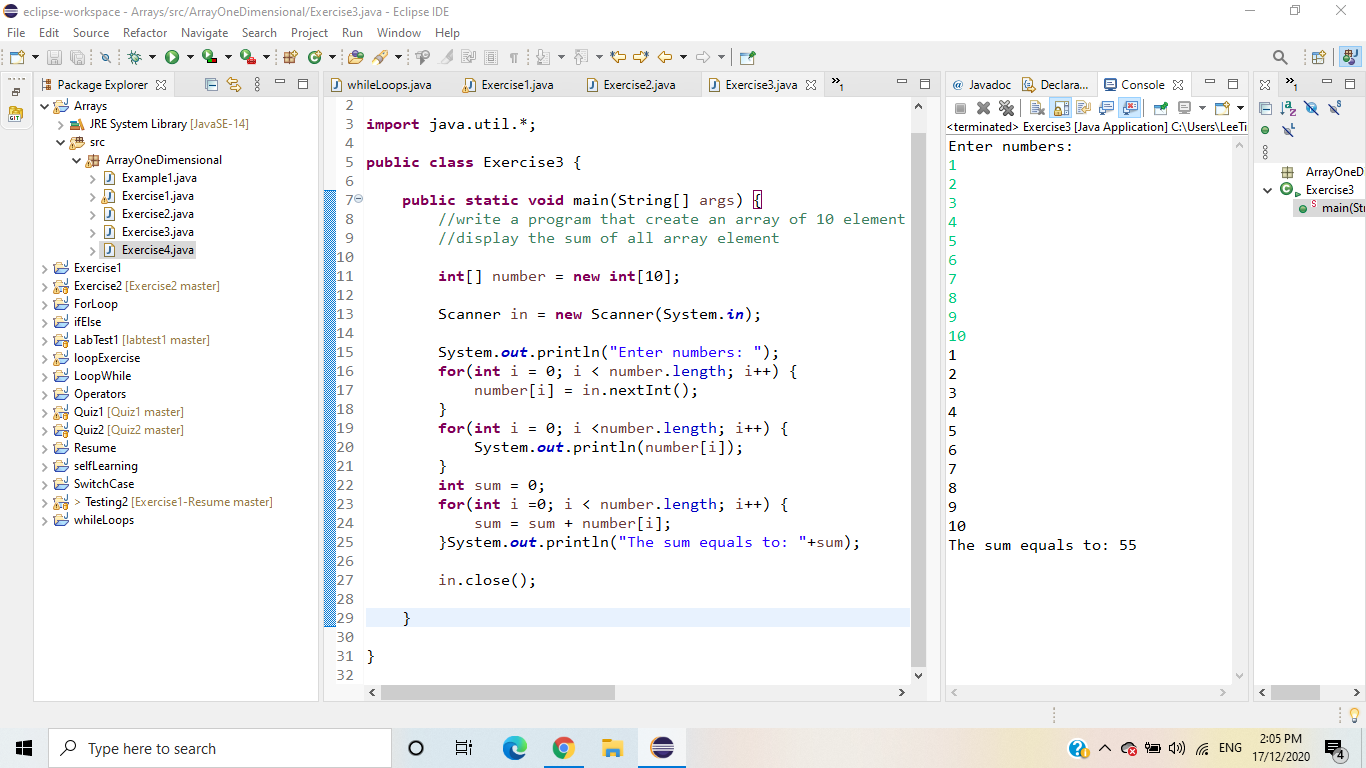 eclipse-workspace - Arrays/src/ArrayOneDimensional/Exercise3.java - Eclipse IDE
File Edit Source Refactor Navigate Search Project Run Window Help
Package Explorer
Arrays
JRE System Library [JavaSE-14]
src
ArrayOneDimensional
Example1.java
Exercise1.java
Exercise2.java
Exercise3.java
Exercise4.java
Exercise1
Exercise2 [Exercise2 master]
ForLoop
ifElse
LabTest1 [labtest1 master]
loopExercise
LoopWhile
Operators
Quiz1 [Quiz1 master]
Quiz2 [Quiz2 master]
Resume
selfLearning
SwitchCase
> Testing2 [Exercise1-Resume master]
whileLoops
whileLoops.java Exercise1.java Exercise2.java Exercise3.java »1
2
3 import java.util.*;
4
5 public class Exercise3 {
6
7 public static void main(String[] args) {
8 //write a program that create an array of 10 element
9 //display the sum of all array element
10
11 int[] number = new int[10];
12
13 Scanner in = new Scanner(System.in);
14
15 System.out.println("Enter numbers: ");
16 for(int i = 0; i < number.length; i++) {
17 number[i] = in.nextInt();
18 }
19 for(int i = 0; i <number.length; i++) {
20 System.out.println(number[i]);
21 }
22 int sum = 0;
23 for(int i =0; i < number.length; i++) {
24 sum = sum + number[i];
25 }System.out.println("The sum equals to: "+sum);
26
27 in.close();
28
29 }
30
31 }
32
@ Javadoc Declara... Console
<terminated> Exercise3 [Java Application] C:\Users\LeeTi
Enter numbers:
1
2
3
4
5
6
7
8
9
10
1
2
3
4
5
6
7
8
9
10
The sum equals to: 55
»1
ArrayOneD
Exercise3
main(Str
GIT
Type here to search
ENG
2:05 PM
17/12/2020
4